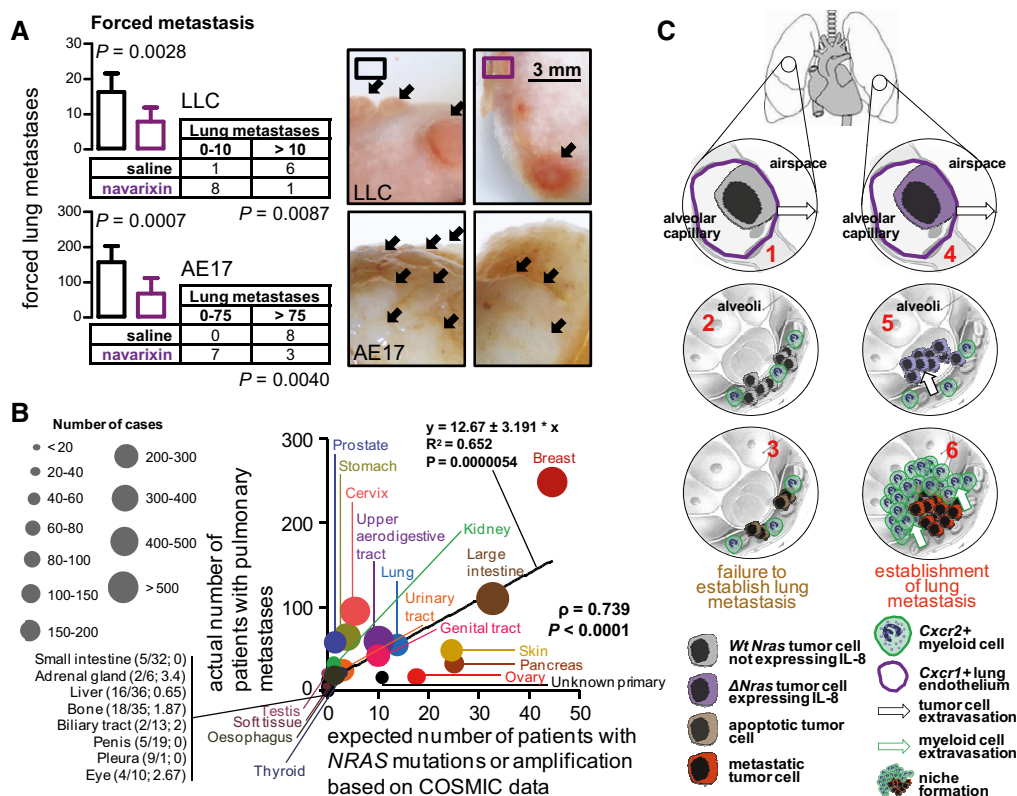 A
Forced metastasis
forced lung metastases
30
20
10
0
P = 0.0028
LLC
Lung metastases
0-10 > 10
saline 1 6
navarixin 8 1
P = 0.0087
300
200
100
0
P = 0.0007
AE17
Lung metastases
0-75 > 75
saline 0 8
navarixin 7 3
P = 0.0040
3 mm
LLC
AE17
B
Number of cases
<20
20-40
40-60
60-80
80-100
100-150
150-200
200-300
300-400
400-500
>500
actual number of
patients with pulmonary
metastases
300
200
100
0
y = 12.67 ± 3.191 * x
R² = 0.652
P = 0.0000054
Prostate
Stomach
Cervix
Upper
aerodigestive
tract
Kidney
Lung
Urinary
tract
Genital tract
Large
intestine
Breast
ρ = 0.739
P < 0.0001
Skin
Pancreas
Ovary
Unknown primary
Testis
Soft tissue
Oesophagus
Thyroid
Small intestine (5/32; 0)
Adrenal gland (2/6; 3.4)
Liver (16/36; 0.65)
Bone (18/35; 1.87)
Biliary tract (2/13; 2)
Penis (5/19; 0)
Pleura (9/1; 0)
Eye (4/10; 2.67)
0 10 20 30 40 50
expected number of patients with
NRAS mutations or amplification
based on COSMIC data
C
airspace
alveolar
capillary
1
airspace
alveolar
capillary
4
2
alveoli
5
alveoli
3
6
failure to
establish lung
metastasis
establishment
of lung
metastasis
Wt Nras tumor cell
not expressing IL-8
ΔNras tumor cell
expressing IL-8
apoptotic tumor
cell
metastatic
tumor cell
Cxcr2+
myeloid cell
Cxcr1+ lung
endothelium
tumor cell
extravasation
myeloid cell
extravasation
niche
formation